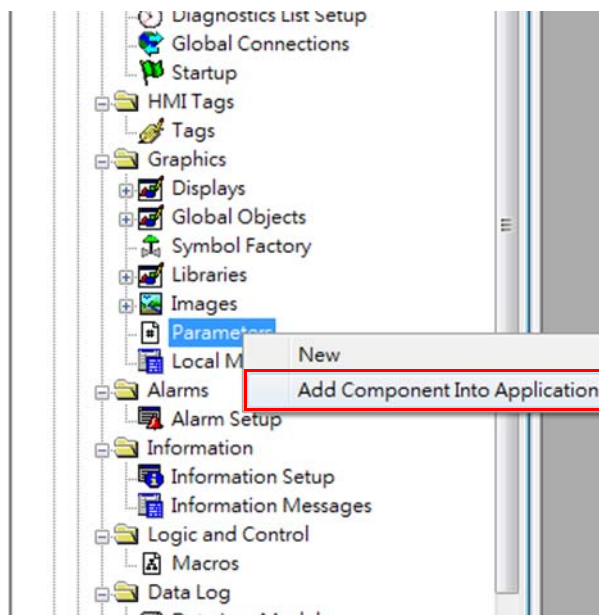 Diagnostics List Setup
Global Connections
Startup
HMI Tags
Tags
Graphics
Displays
Global Objects
Symbol Factory
Libraries
Images
Parameters
New
Local M
Add Component Into Application
Alarms
Alarm Setup
Information
Information Setup
Information Messages
Logic and Control
Macros
Data Log